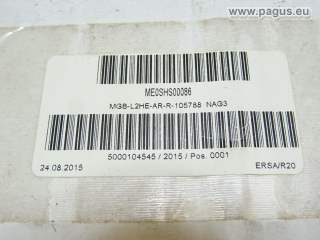 www.pagus.eu
ME0SHS00086
MGB-L2HE-AR-R-105788 NAG3
5000104545 / 2015 / Pos. 0001
24.08.2015 ERSA/R20